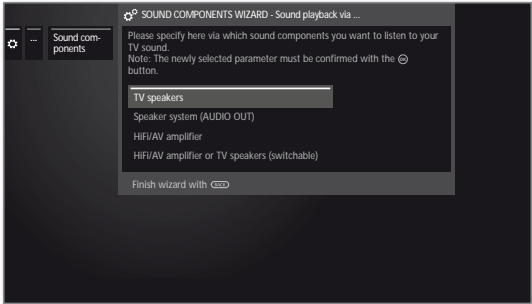 SOUND COMPONENTS WIZARD - Sound playback via ...
...
Sound com-
ponents
Please specify here via which sound components you want to listen to your
TV sound.
Note: The newly selected parameter must be confirmed with the OK
button.
TV speakers
Speaker system (AUDIO OUT)
HiFi/AV amplifier
HiFi/AV amplifier or TV speakers (switchable)
Finish wizard with BACK